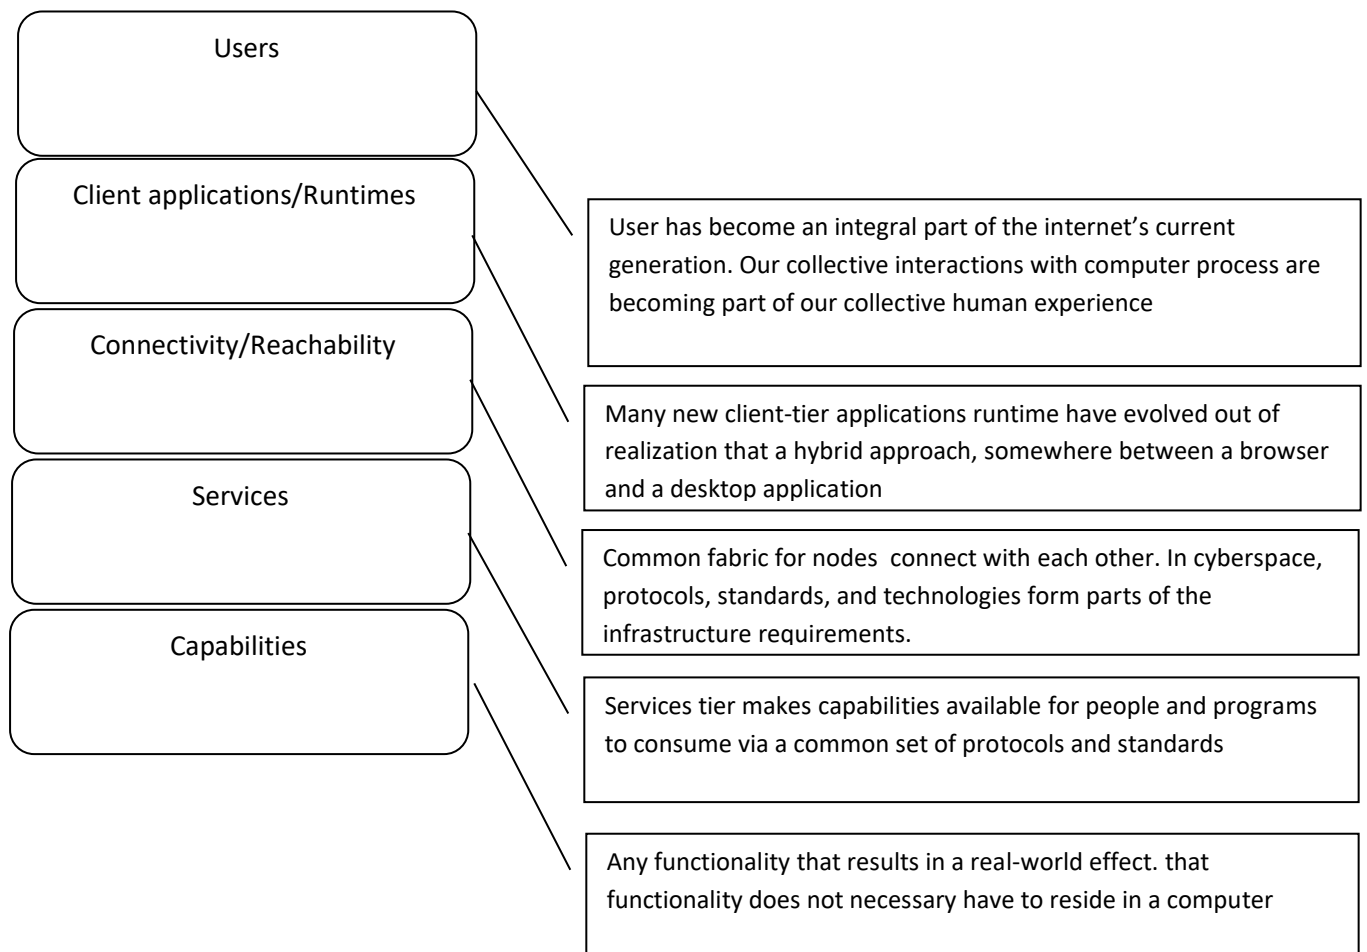 Users
Client applications/Runtimes
Connectivity/Reachability
Services
Capabilities
User has become an integral part of the internet’s current
generation. Our collective interactions with computer process are
becoming part of our collective human experience
Many new client-tier applications runtime have evolved out of
realization that a hybrid approach, somewhere between a browser
and a desktop application
Common fabric for nodes  connect with each other. In cyberspace,
protocols, standards, and technologies form parts of the
infrastructure requirements.
Services tier makes capabilities available for people and programs
to consume via a common set of protocols and standards
Any functionality that results in a real-world effect. that
functionality does not necessary have to reside in a computer